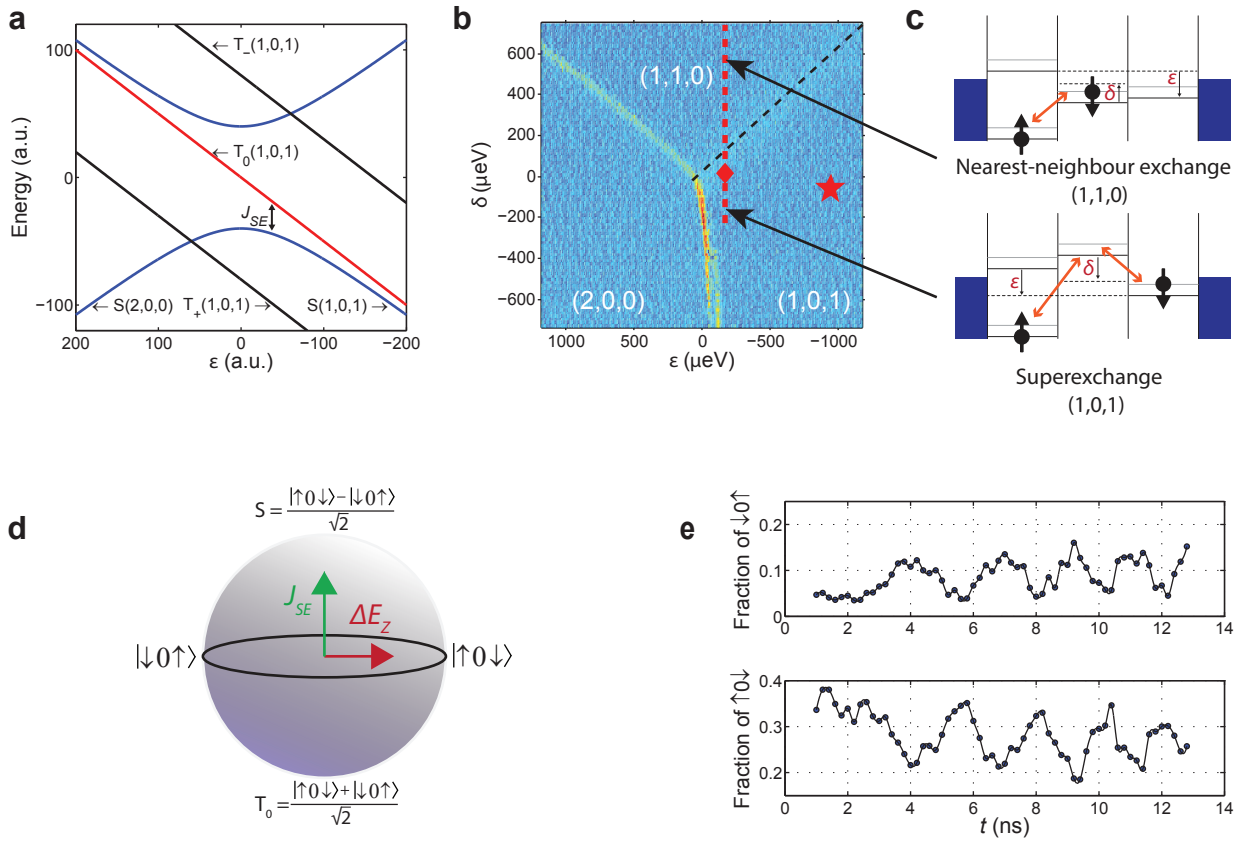 a
Energy (a.u.)
100
0
−100
← T₋(1,0,1)
← T₀(1,0,1)
J_SE
← S(2,0,0)
T₊(1,0,1) →
S(1,0,1) →
200
100
0
−100
−200
ε (a.u.)
b
δ (µeV)
600
400
200
0
−200
−400
−600
(1,1,0)
(2,0,0)
(1,0,1)
1000
500
0
−500
−1000
ε (µeV)
c
δ
ε
Nearest-neighbour exchange
(1,1,0)
ε
δ
Superexchange
(1,0,1)
d
S = (|↑0↓⟩−|↓0↑⟩)/√2
J_SE
ΔE_Z
|↓0↑⟩
|↑0↓⟩
T₀ = (|↑0↓⟩+|↓0↑⟩)/√2
e
Fraction of ↓0↑
0.2
0.1
0
0 2 4 6 8 10 12 14
Fraction of ↑0↓
0.4
0.3
0.2
0 2 4 6 8 10 12 14
t (ns)